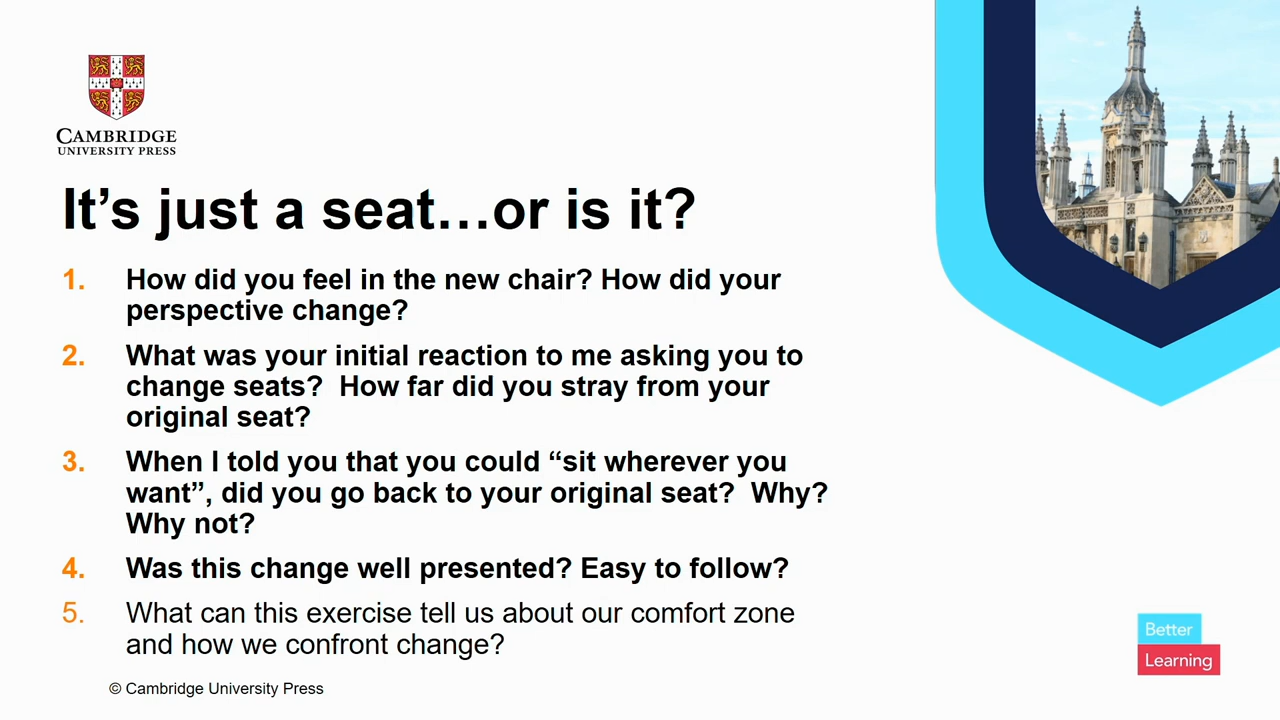 CAMBRIDGE
UNIVERSITY PRESS
It’s just a seat…or is it?
1. How did you feel in the new chair? How did your
perspective change?
2. What was your initial reaction to me asking you to
change seats?  How far did you stray from your
original seat?
3. When I told you that you could “sit wherever you
want”, did you go back to your original seat?  Why?
Why not?
4. Was this change well presented? Easy to follow?
5. What can this exercise tell us about our comfort zone
and how we confront change?
Better
Learning
© Cambridge University Press